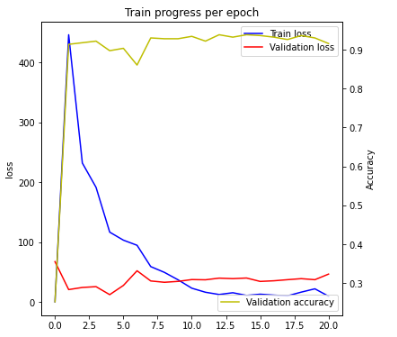 Train progress per epoch
Train loss
Validation loss
400
300
200
100
0
loss
0.9
0.8
0.7
0.6
0.5
0.4
0.3
Accuracy
Validation accuracy
0.0 2.5 5.0 7.5 10.0 12.5 15.0 17.5 20.0